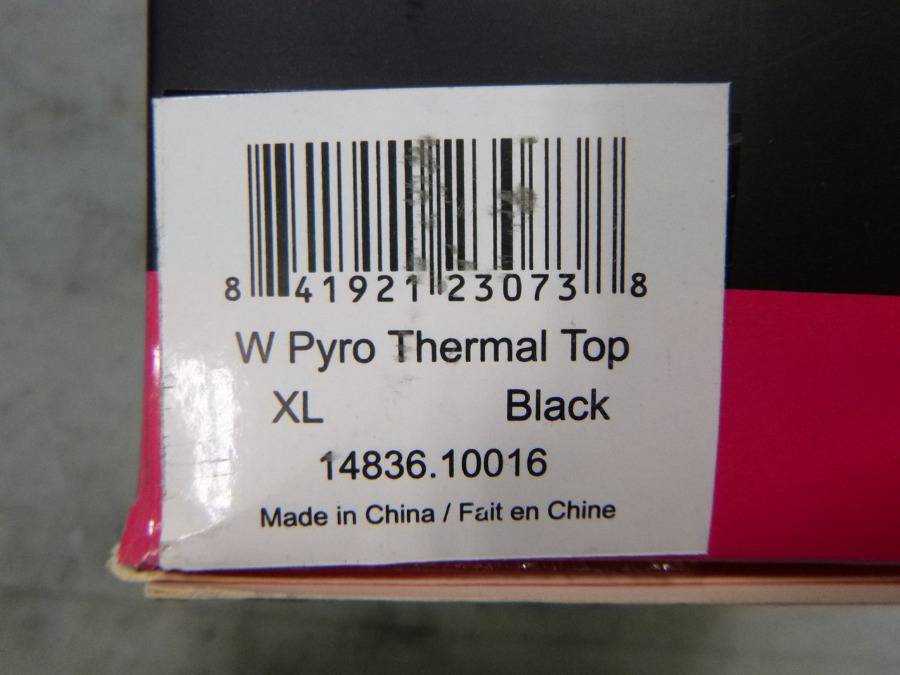 8 41921 23073 8
W Pyro Thermal Top
XL Black
14836.10016
Made in China / Fait en Chine